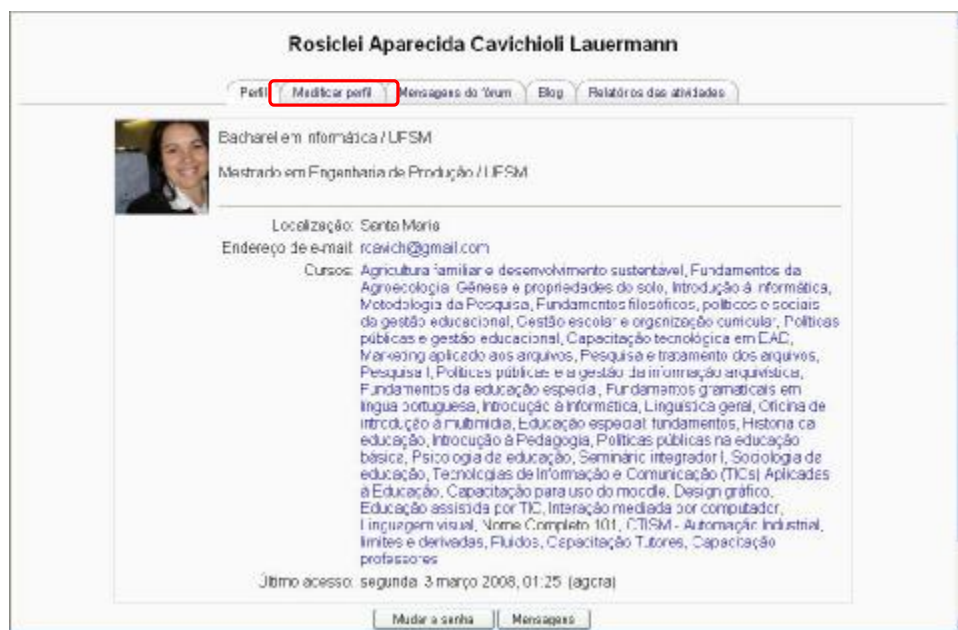 Rosiclei Aparecida Cavichioli Lauermann
Perfil Modificar perfil Mensagens do fórum Blog Relatórios das atividades
Bacharel em Informática / UFSM
Mestrado em Engenharia de Produção / UFSM
Localização: Santa Maria
Endereço de e-mail: rcavich@gmail.com
Cursos: Agricultura familiar e desenvolvimento sustentável, Fundamentos da
Agroecologia, Gênese e propriedades do solo, Introdução à Informática,
Metodologia da Pesquisa, Fundamentos filosóficos, políticos e sociais
da gestão educacional, Gestão escolar e organização curricular, Políticas
públicas e gestão educacional, Capacitação tecnológica em EAD,
Marketing aplicado aos arquivos, Pesquisa e tratamento dos arquivos,
Pesquisa I, Políticas públicas e a gestão da informação arquivística,
Fundamentos da educação especial, Fundamentos gramaticais em
língua portuguesa, Introdução à Informática, Linguística geral, Oficina de
introdução à multimídia, Educação especial: fundamentos, História da
educação, Introdução à Pedagogia, Políticas públicas na educação
básica, Psicologia da educação, Seminário integrador I, Sociologia da
educação, Tecnologias de Informação e Comunicação (TICs) Aplicadas
à Educação, Capacitação para uso do moodle, Design gráfico,
Educação assistida por TIC, Interação mediada por computador,
Linguagem visual, Nome Completo 101, CTISM - Automação Industrial,
limites e derivadas, Fluidos, Capacitação Tutores, Capacitação
professores
Último acesso: segunda, 3 março 2008, 01:25 (agora)
Mudar a senha Mensagens